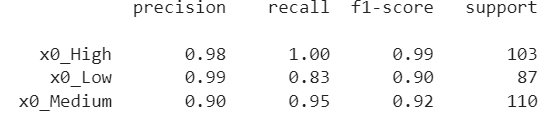 precision recall f1-score support
x0_High 0.98 1.00 0.99 103
x0_Low 0.99 0.83 0.90 87
x0_Medium 0.90 0.95 0.92 110